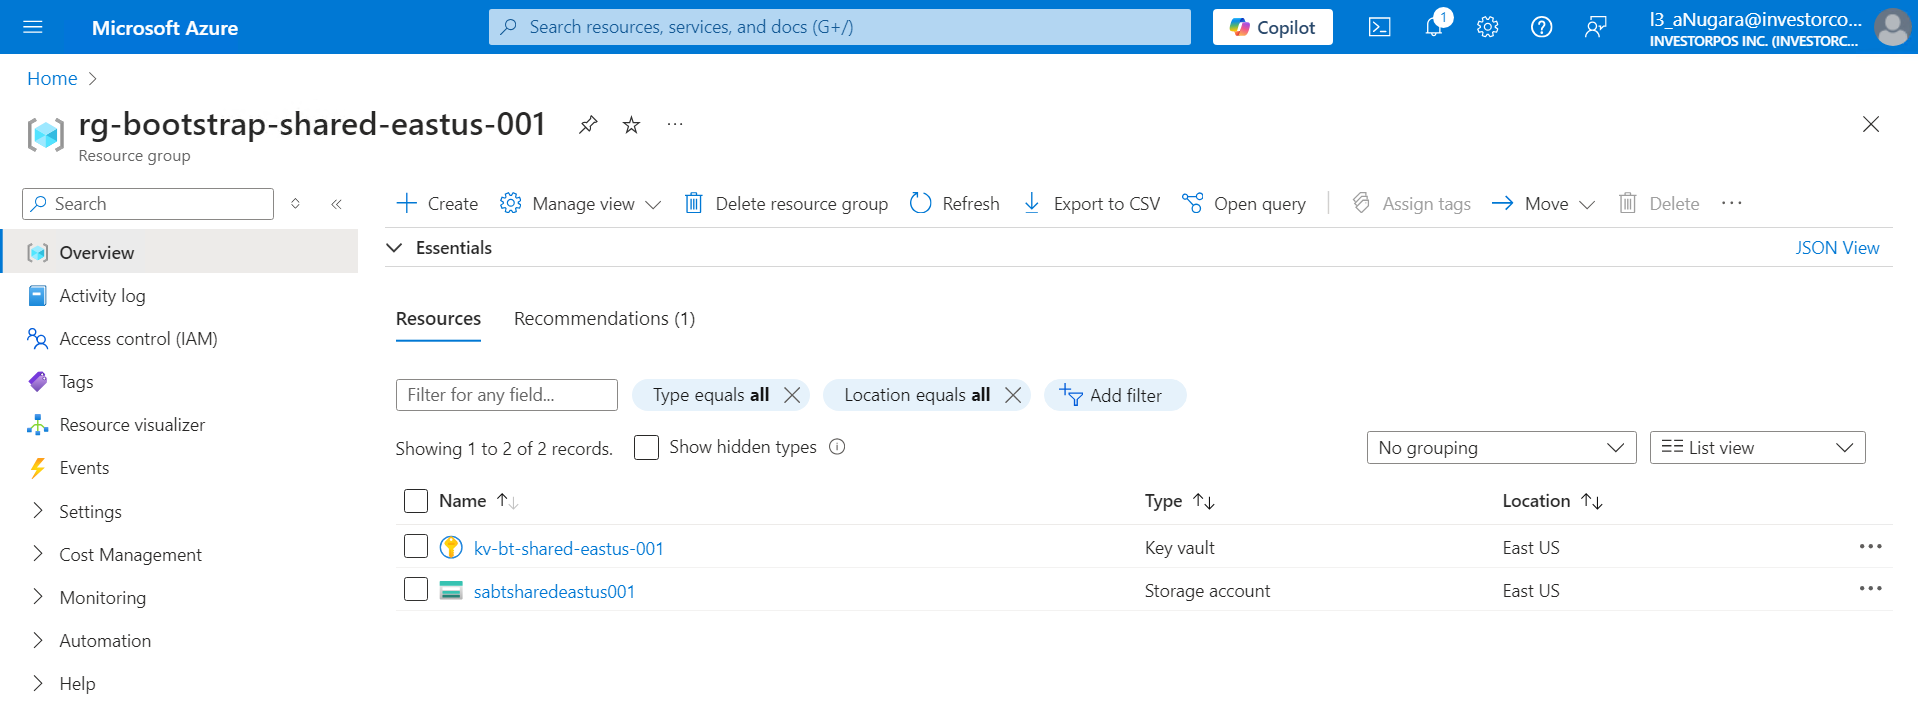 Microsoft Azure
Search resources, services, and docs (G+/)
Copilot
1
l3_aNugara@investorco...
INVESTORPOS INC. (INVESTORC...
Home
rg-bootstrap-shared-eastus-001
Resource group
Search
Create
Manage view
Delete resource group
Refresh
Export to CSV
Open query
Assign tags
Move
Delete
Overview
Activity log
Access control (IAM)
Tags
Resource visualizer
Events
Settings
Cost Management
Monitoring
Automation
Help
Essentials
JSON View
Resources
Recommendations (1)
Filter for any field...
Type equals all
Location equals all
Add filter
Showing 1 to 2 of 2 records.
Show hidden types
No grouping
List view
Name
Type
Location
kv-bt-shared-eastus-001
Key vault
East US
sabtsharedeastus001
Storage account
East US